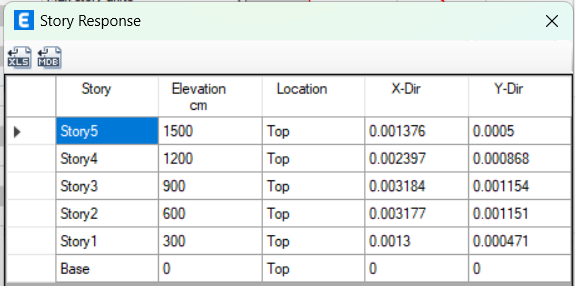 E Story Response
XLS MDB
Story Elevation cm Location X-Dir Y-Dir
Story5 1500 Top 0.001376 0.0005
Story4 1200 Top 0.002397 0.000868
Story3 900 Top 0.003184 0.001154
Story2 600 Top 0.003177 0.001151
Story1 300 Top 0.0013 0.000471
Base 0 Top 0 0